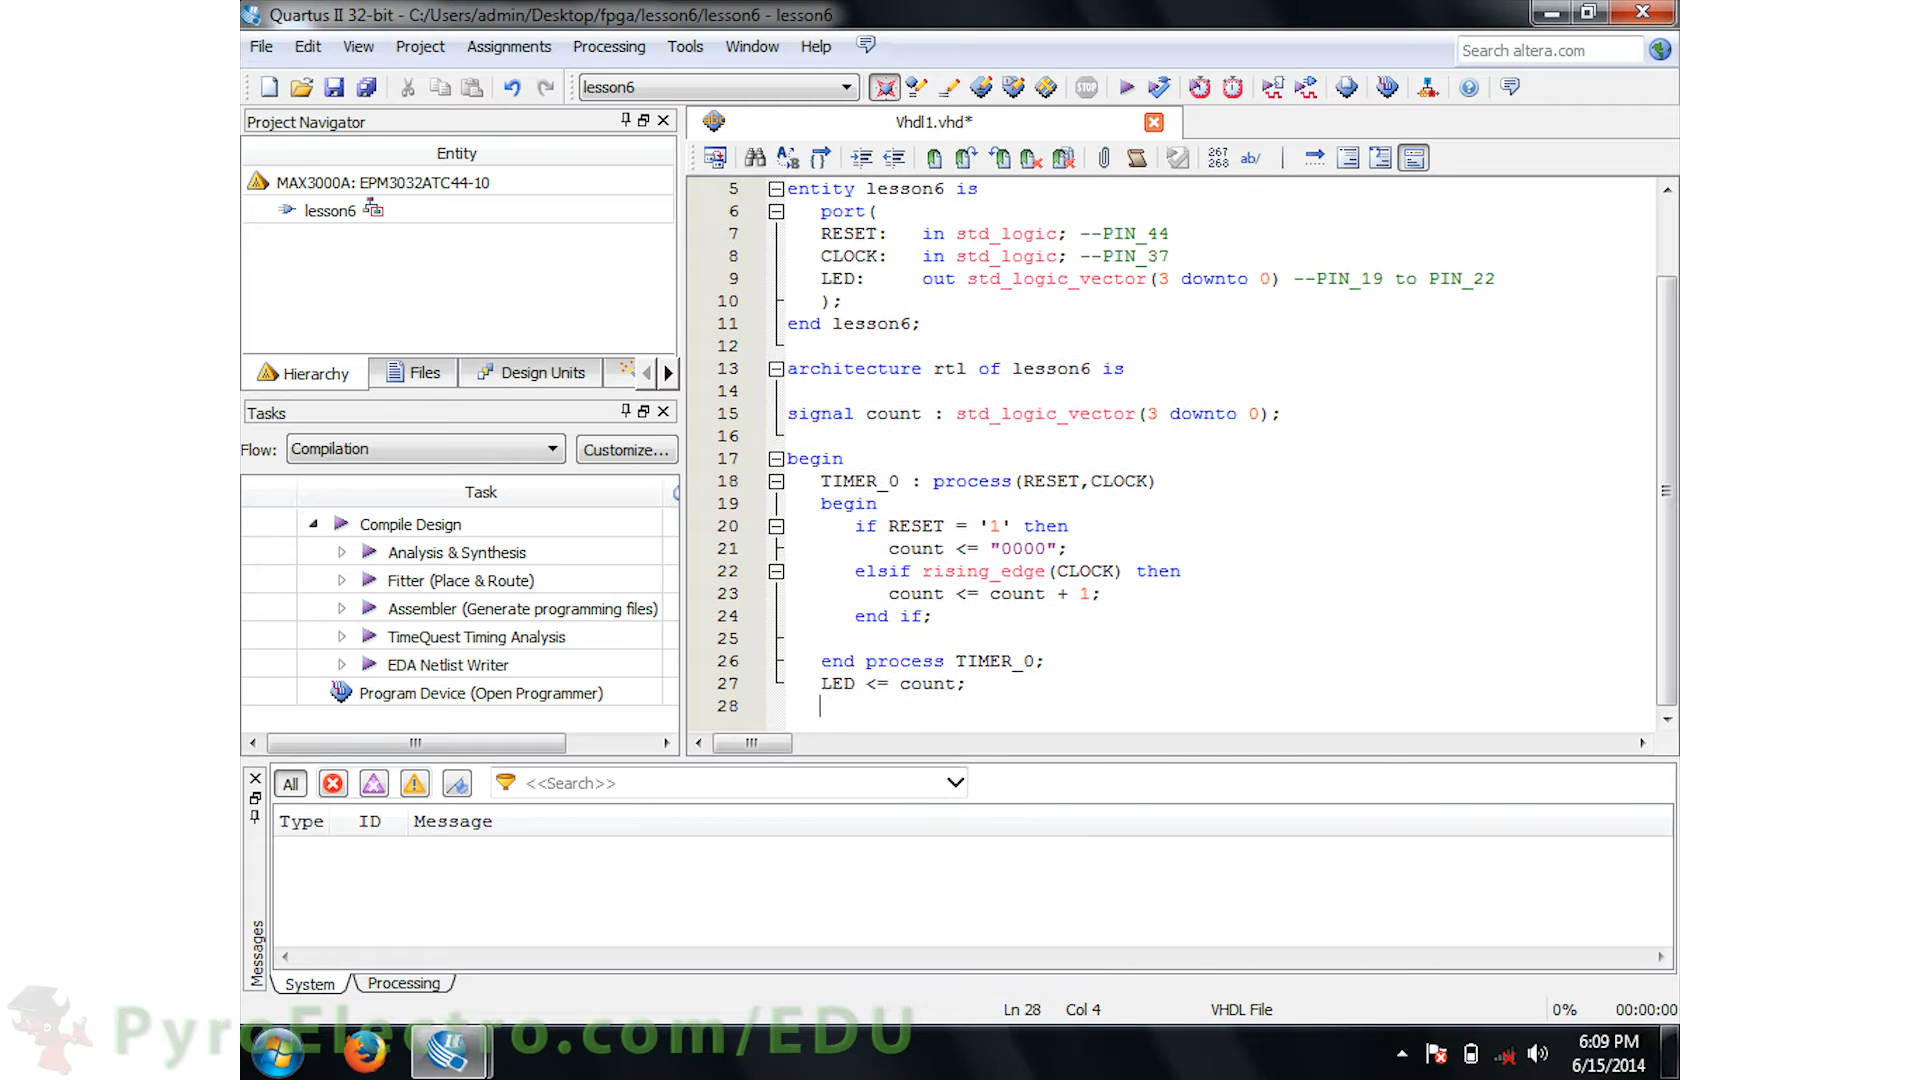 Quartus II 32-bit - C:/Users/admin/Desktop/fpga/lesson6/lesson6 - lesson6
File Edit View Project Assignments Processing Tools Window Help
Search altera.com
lesson6
Project Navigator
Entity
MAX3000A: EPM3032ATC44-10
lesson6
Hierarchy Files Design Units
Tasks
Flow: Compilation Customize...
Task
Compile Design
Analysis & Synthesis
Fitter (Place & Route)
Assembler (Generate programming files)
TimeQuest Timing Analysis
EDA Netlist Writer
Program Device (Open Programmer)
Vhdl1.vhd*
267
268
ab/
5 entity lesson6 is
6 port(
7 RESET: in std_logic; --PIN_44
8 CLOCK: in std_logic; --PIN_37
9 LED: out std_logic_vector(3 downto 0) --PIN_19 to PIN_22
10 );
11 end lesson6;
12
13 architecture rtl of lesson6 is
14
15 signal count : std_logic_vector(3 downto 0);
16
17 begin
18 TIMER_0 : process(RESET,CLOCK)
19 begin
20 if RESET = '1' then
21 count <= "0000";
22 elsif rising_edge(CLOCK) then
23 count <= count + 1;
24 end if;
25
26 end process TIMER_0;
27 LED <= count;
28
All <<Search>>
Type ID Message
Messages
System Processing
Ln 28 Col 4 VHDL File 0% 00:00:00
PyroElectro.com/EDU
6:09 PM
6/15/2014